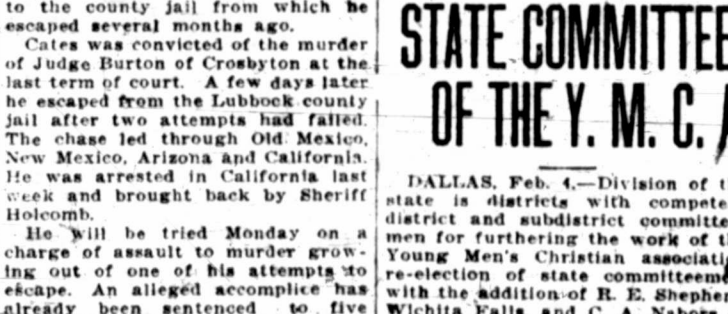 to the county jail from which he
escaped several months ago.
Cates was convicted of the murder
of Judge Burton of Crosbyton at the
last term of court. A few days later
he escaped from the Lubbock county
jail after two attempts had failed.
The chase led through Old Mexico,
New Mexico, Arizona and California.
He was arrested in California last
week and brought back by Sheriff
Holcomb.
He will be tried Monday on a
charge of assault to murder grow-
ing out of one of his attempts to
escape. An alleged accomplice has
already been sentenced to five
STATE COMMITTEE
OF THE Y. M. C.
DALLAS, Feb. 4.—Division of
state is districts with compete
district and subdistrict committe
men for furthering the work of
Young Men's Christian associati
re-election of state committeeme
with the addition of R. E. Shephe
Wichita Falls and C. A. Nabors